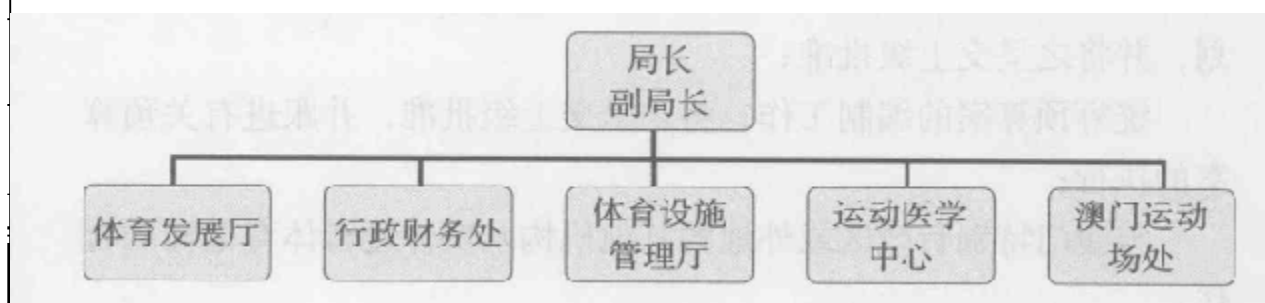 局长
副局长
体育发展厅
行政财务处
体育设施
管理厅
运动医学
中心
澳门运动
场处